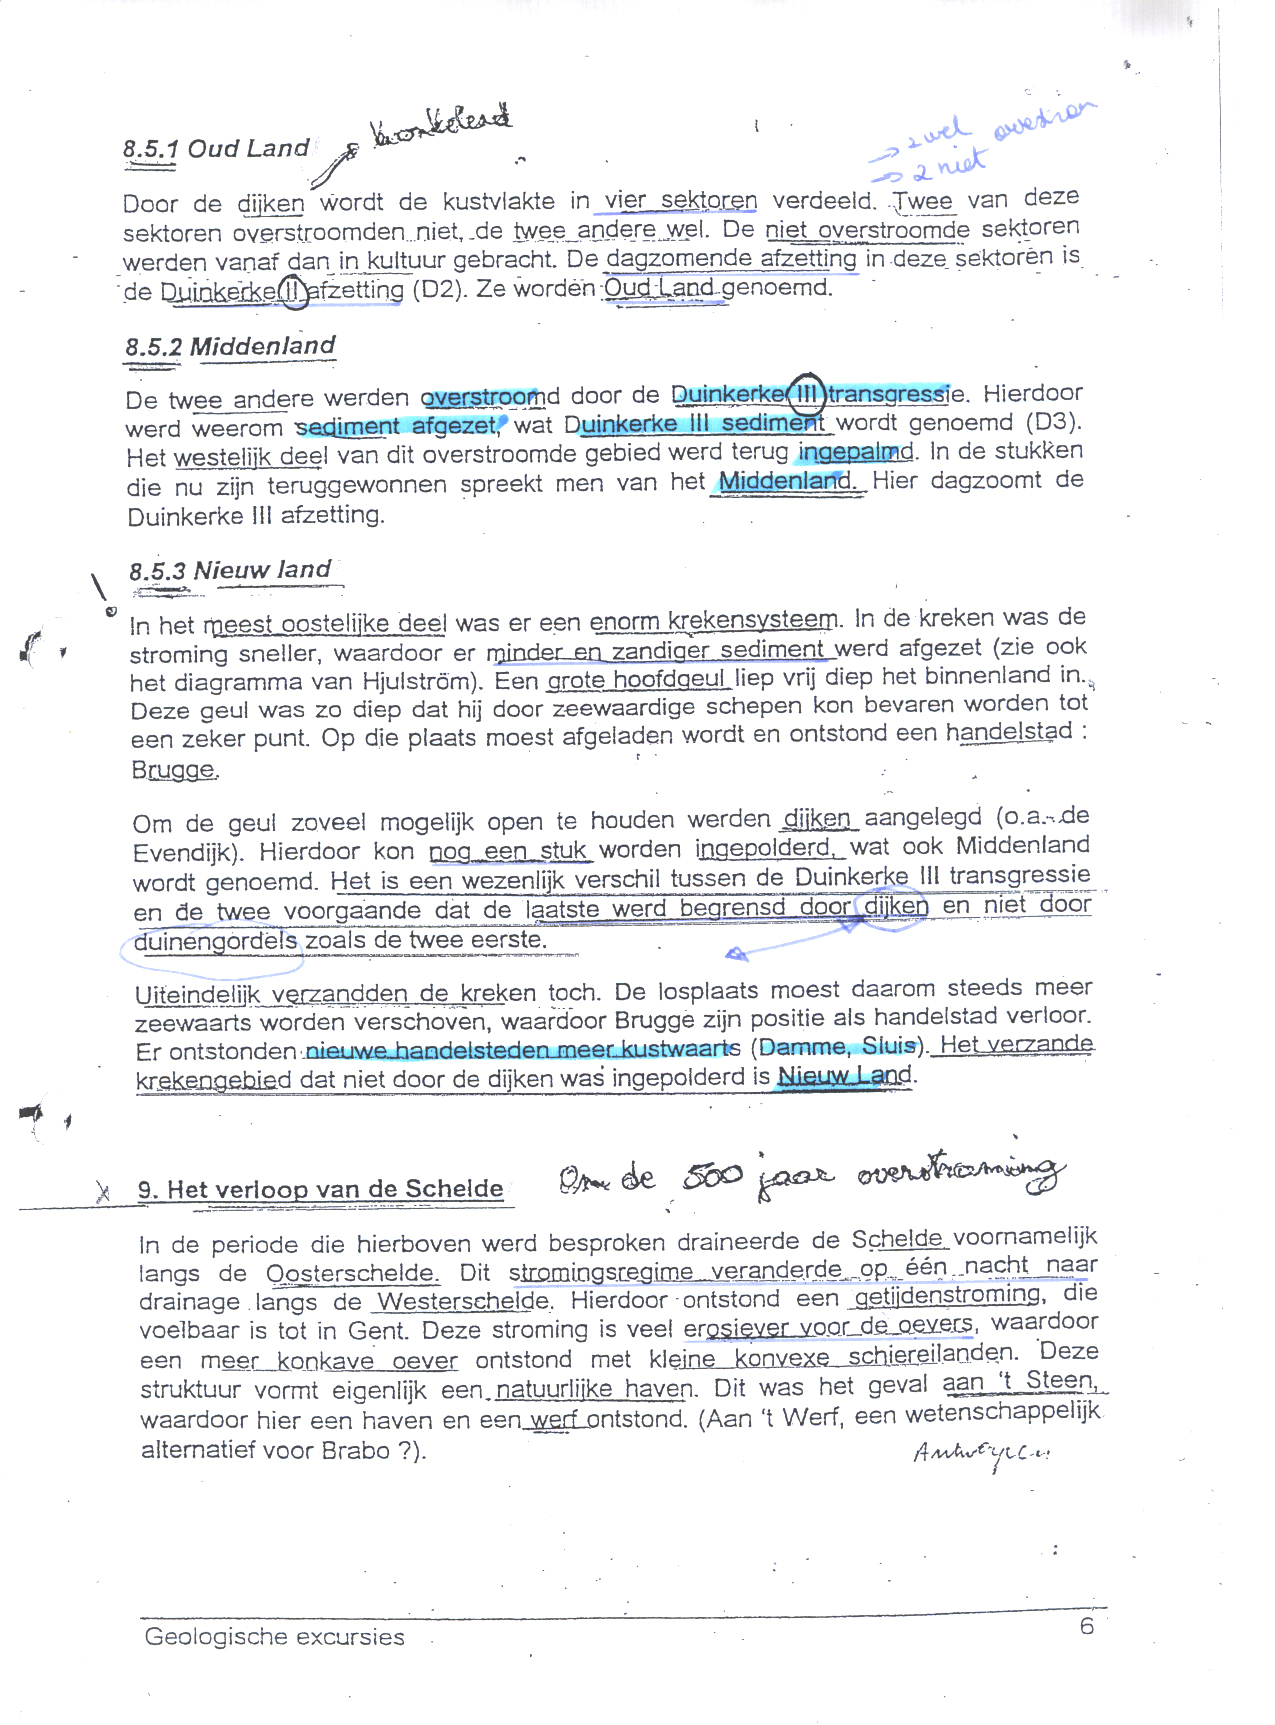 8.5.1 Oud Land
→ 2 wel overstron
→ 2 niet
Door de dijken wordt de kustvlakte in vier sektoren verdeeld. Twee van deze
sektoren overstroomden niet, de twee andere wel. De niet overstroomde sektoren
werden vanaf dan in kultuur gebracht. De dagzomende afzetting in deze sektoren is
de Duinkerke II afzetting (D2). Ze worden Oud Land genoemd.
8.5.2 Middenland
De twee andere werden overstroomd door de Duinkerke III transgressie. Hierdoor
werd weerom sediment afgezet, wat Duinkerke III sediment wordt genoemd (D3).
Het westelijk deel van dit overstroomde gebied werd terug ingepalmd. In de stukken
die nu zijn teruggewonnen spreekt men van het Middenland. Hier dagzoomt de
Duinkerke III afzetting.
8.5.3 Nieuw land
!
In het meest oostelijke deel was er een enorm krekensysteem. In de kreken was de
stroming sneller, waardoor er minder en zandiger sediment werd afgezet (zie ook
het diagramma van Hjulström). Een grote hoofdgeul liep vrij diep het binnenland in.
Deze geul was zo diep dat hij door zeewaardige schepen kon bevaren worden tot
een zeker punt. Op die plaats moest afgeladen wordt en ontstond een handelstad :
Brugge.
Om de geul zoveel mogelijk open te houden werden dijken aangelegd (o.a. de
Evendijk). Hierdoor kon nog een stuk worden ingepolderd, wat ook Middenland
wordt genoemd. Het is een wezenlijk verschil tussen de Duinkerke III transgressie
en de twee voorgaande dat de laatste werd begrensd door dijken en niet door
duinengordels zoals de twee eerste.
Uiteindelijk verzandden de kreken toch. De losplaats moest daarom steeds meer
zeewaarts worden verschoven, waardoor Brugge zijn positie als handelstad verloor.
Er ontstonden nieuwe handelsteden meer kustwaarts (Damme, Sluis). Het verzande
krekengebied dat niet door de dijken was ingepolderd is Nieuw Land.
x 9. Het verloop van de Schelde Om de 500 jaar overstroming
In de periode die hierboven werd besproken draineerde de Schelde voornamelijk
langs de Oosterschelde. Dit stromingsregime veranderde op één nacht naar
drainage langs de Westerschelde. Hierdoor ontstond een getijdenstroming, die
voelbaar is tot in Gent. Deze stroming is veel erosiever voor de oevers, waardoor
een meer konkave oever ontstond met kleine konvexe schiereilanden. Deze
struktuur vormt eigenlijk een natuurlijke haven. Dit was het geval aan 't Steen,
waardoor hier een haven en een werf ontstond. (Aan 't Werf, een wetenschappelijk
alternatief voor Brabo ?).
Antwerpen
Geologische excursies
6